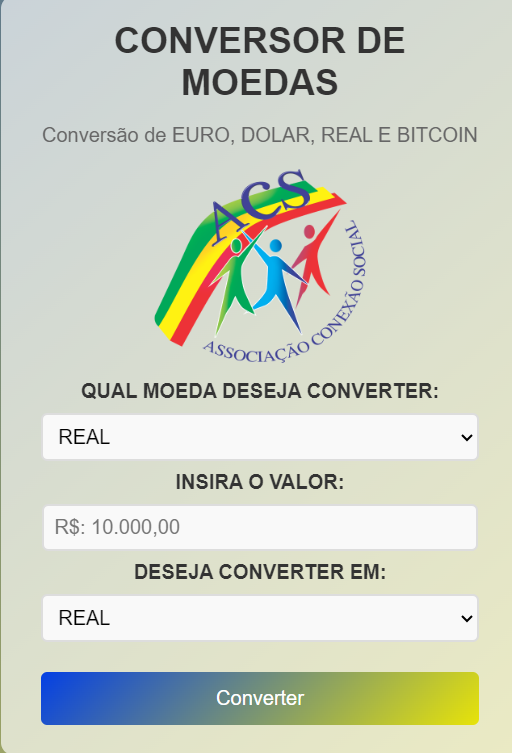 CONVERSOR DE
MOEDAS
Conversão de EURO, DOLAR, REAL E BITCOIN
ACS
ASSOCIAÇÃO CONEXÃO SOCIAL
QUAL MOEDA DESEJA CONVERTER:
REAL
INSIRA O VALOR:
R$: 10.000,00
DESEJA CONVERTER EM:
REAL
Converter